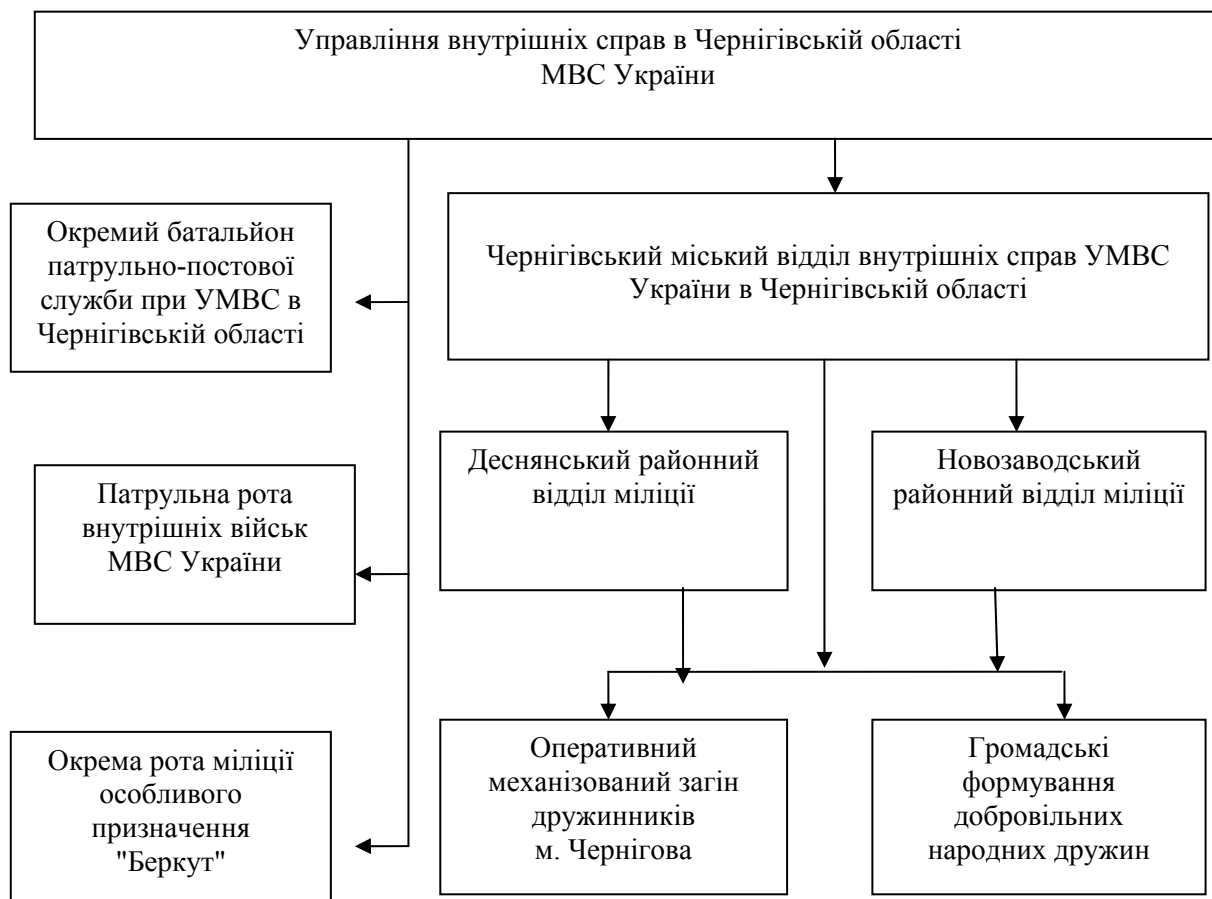 Управління внутрішніх справ в Чернігівській області
МВС України
Окремий батальйон
патрульно-постової
служби при УМВС в
Чернігівській області
Чернігівський міський відділ внутрішніх справ УМВС
України в Чернігівській області
Деснянський районний
відділ міліції
Новозаводський
районний відділ міліції
Патрульна рота
внутрішніх військ
МВС України
Окрема рота міліції
особливого
призначення
"Беркут"
Оперативний
механізований загін
дружинників
м. Чернігова
Громадські
формування
добровільних
народних дружин